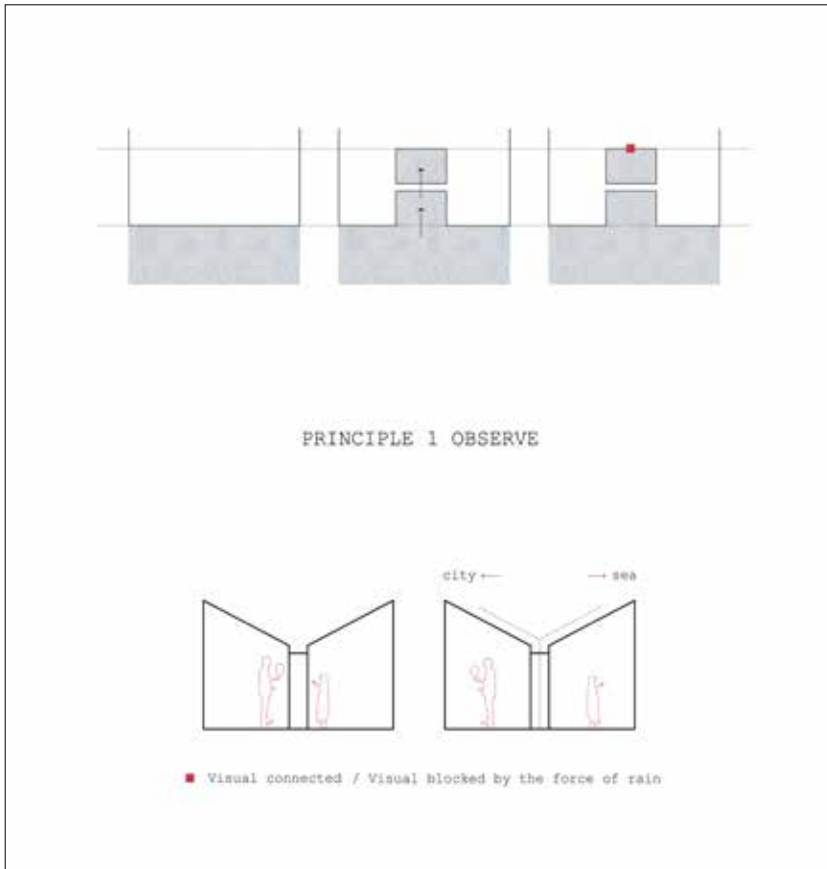 PRINCIPLE 1 OBSERVE
city ← → sea
Visual connected / Visual blocked by the force of rain